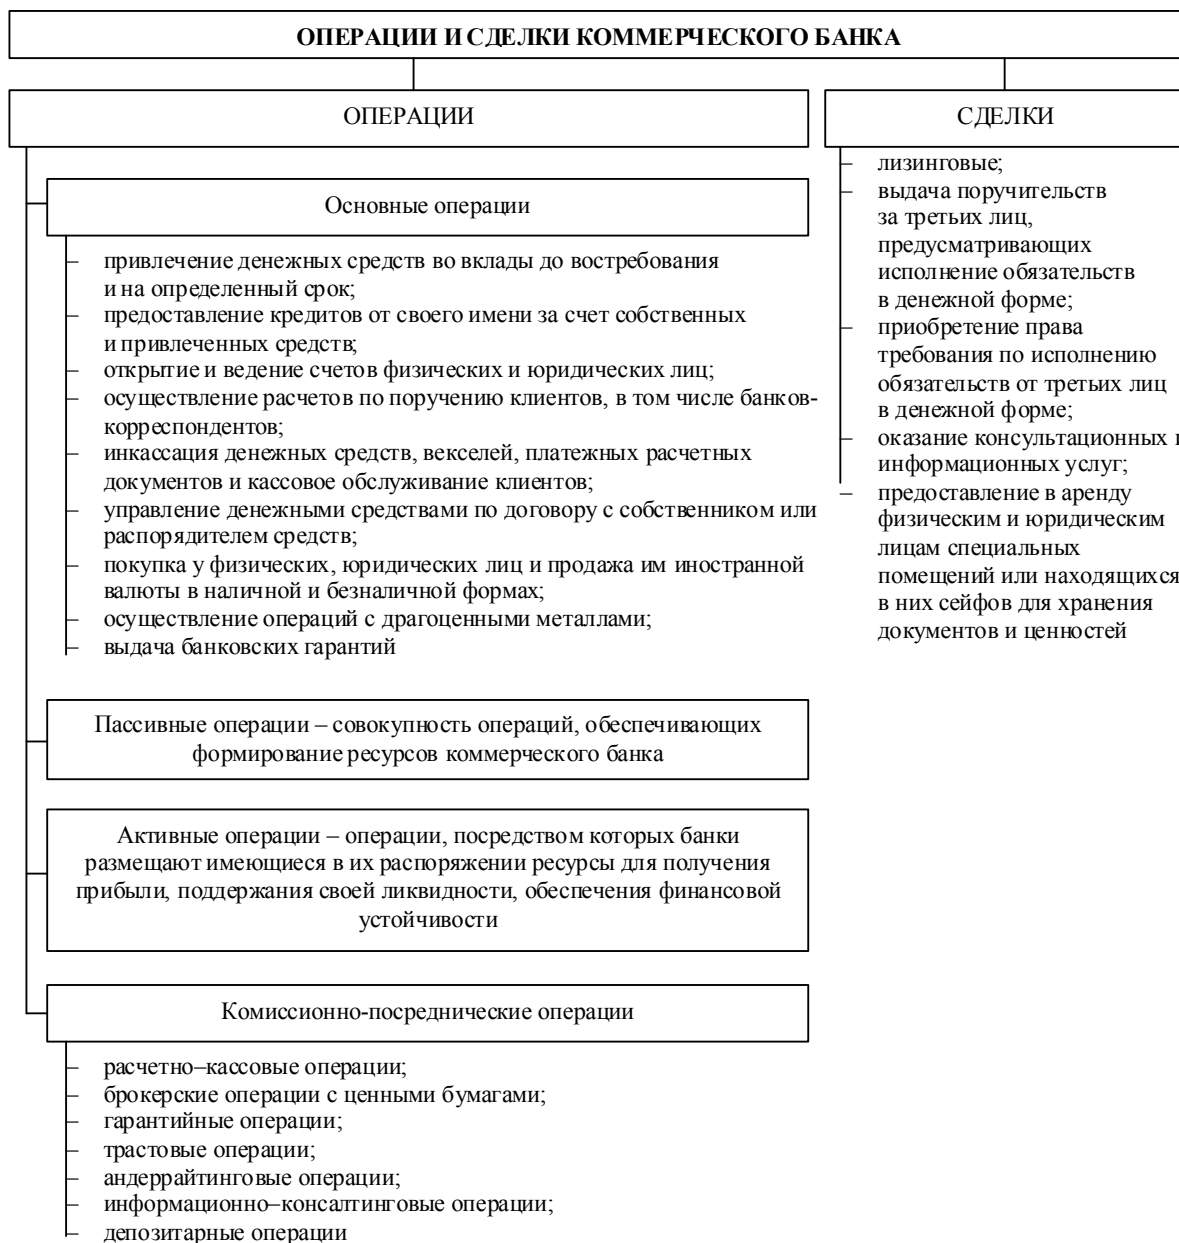 ОПЕРАЦИИ И СДЕЛКИ КОММЕРЧЕСКОГО БАНКА
ОПЕРАЦИИ
Основные операции
– привлечение денежных средств во вклады до востребования
и на определенный срок;
– предоставление кредитов от своего имени за счет собственных
и привлеченных средств;
– открытие и ведение счетов физических и юридических лиц;
– осуществление расчетов по поручению клиентов, в том числе банков-
корреспондентов;
– инкассация денежных средств, векселей, платежных расчетных
документов и кассовое обслуживание клиентов;
– управление денежными средствами по договору с собственником или
распорядителем средств;
– покупка у физических, юридических лиц и продажа им иностранной
валюты в наличной и безналичной формах;
– осуществление операций с драгоценными металлами;
– выдача банковских гарантий
Пассивные операции – совокупность операций, обеспечивающих
формирование ресурсов коммерческого банка
Активные операции – операции, посредством которых банки
размещают имеющиеся в их распоряжении ресурсы для получения
прибыли, поддержания своей ликвидности, обеспечения финансовой
устойчивости
Комиссионно-посреднические операции
– расчетно–кассовые операции;
– брокерские операции с ценными бумагами;
– гарантийные операции;
– трастовые операции;
– андеррайтинговые операции;
– информационно–консалтинговые операции;
– депозитарные операции
СДЕЛКИ
– лизинговые;
– выдача поручительств
за третьих лиц,
предусматривающих
исполнение обязательств
в денежной форме;
– приобретение права
требования по исполнению
обязательств от третьих лиц
в денежной форме;
– оказание консультационных и
информационных услуг;
– предоставление в аренду
физическим и юридическим
лицам специальных
помещений или находящихся
в них сейфов для хранения
документов и ценностей